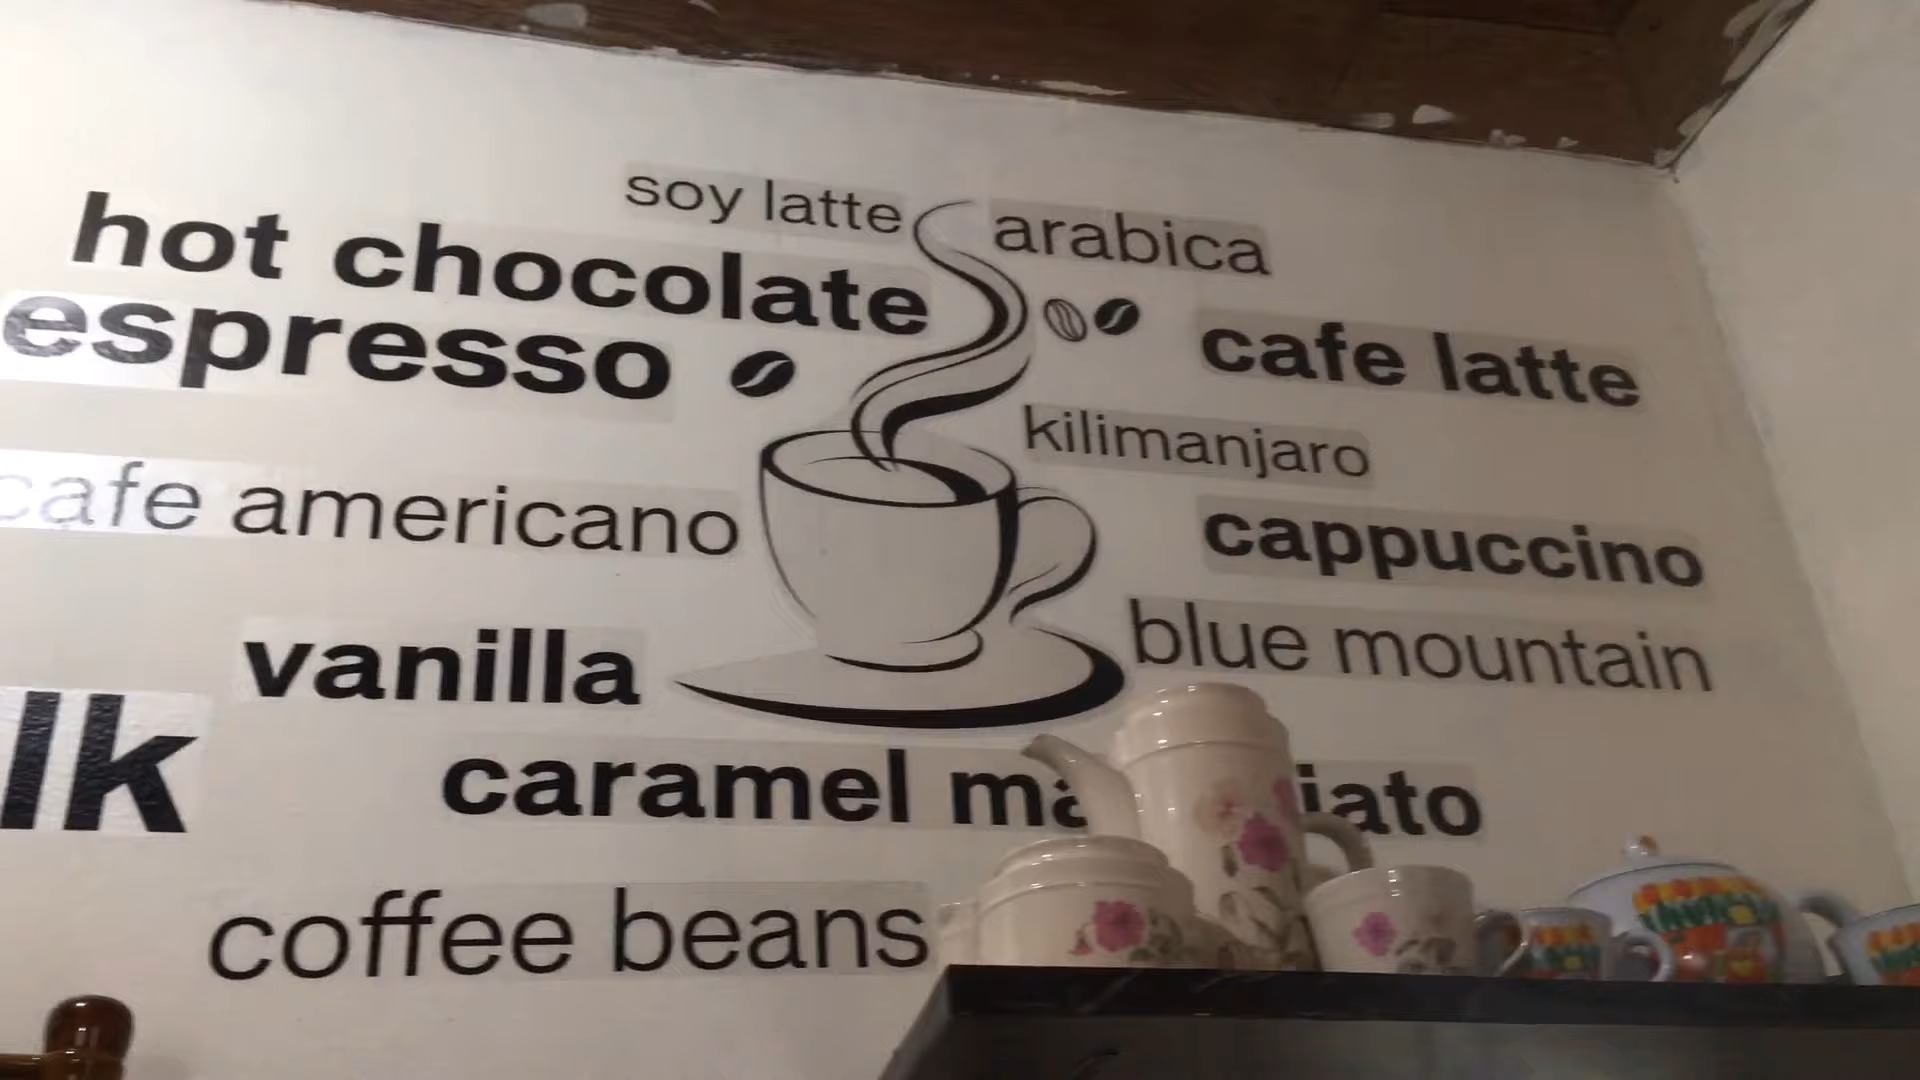 soy latte
arabica
hot chocolate
espresso
cafe latte
kilimanjaro
cafe americano
cappuccino
vanilla
blue mountain
lk
caramel ma iato
coffee beans